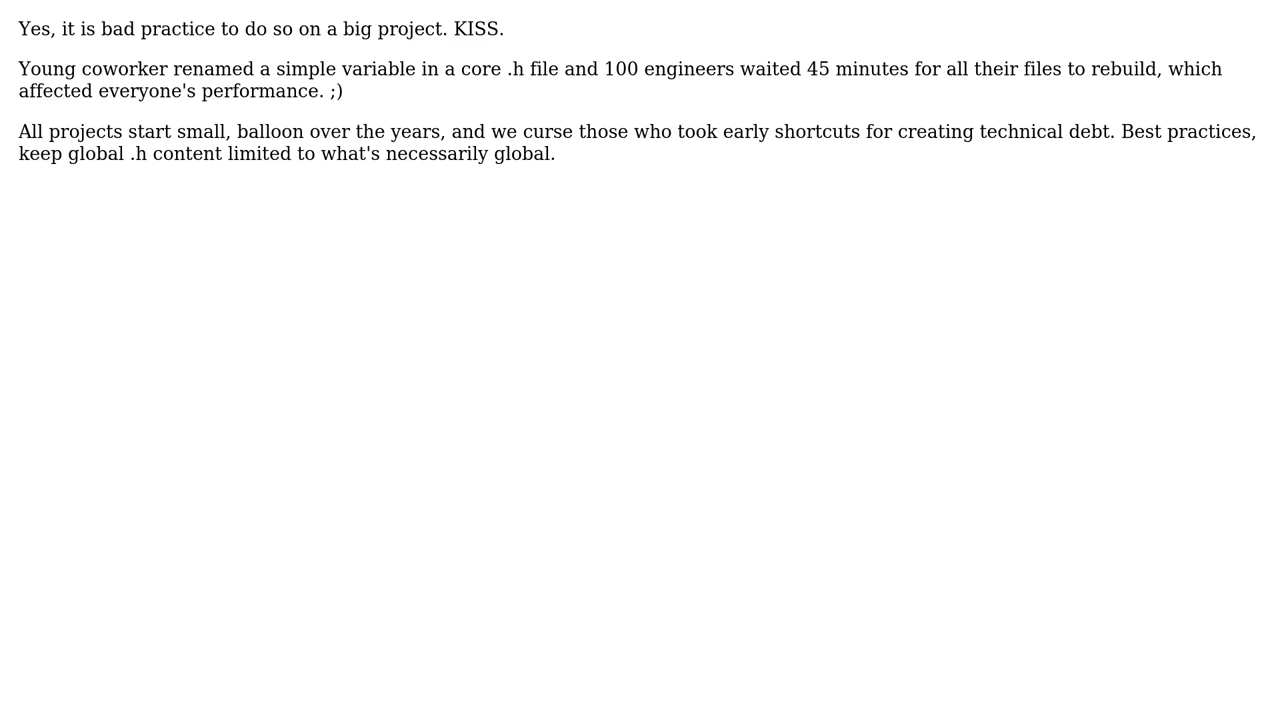 Yes, it is bad practice to do so on a big project. KISS.
Young coworker renamed a simple variable in a core .h file and 100 engineers waited 45 minutes for all their files to rebuild, which
affected everyone's performance. ;)
All projects start small, balloon over the years, and we curse those who took early shortcuts for creating technical debt. Best practices,
keep global .h content limited to what's necessarily global.